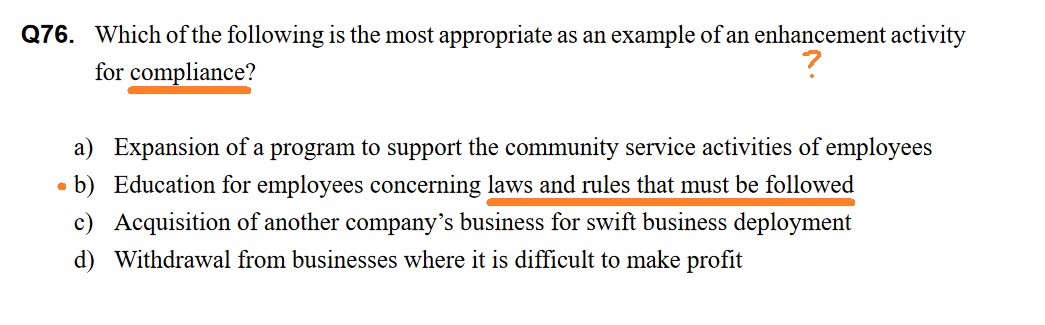 Q76. Which of the following is the most appropriate as an example of an enhancement activity
?
for compliance?
a) Expansion of a program to support the community service activities of employees
b) Education for employees concerning laws and rules that must be followed
c) Acquisition of another company’s business for swift business deployment
d) Withdrawal from businesses where it is difficult to make profit